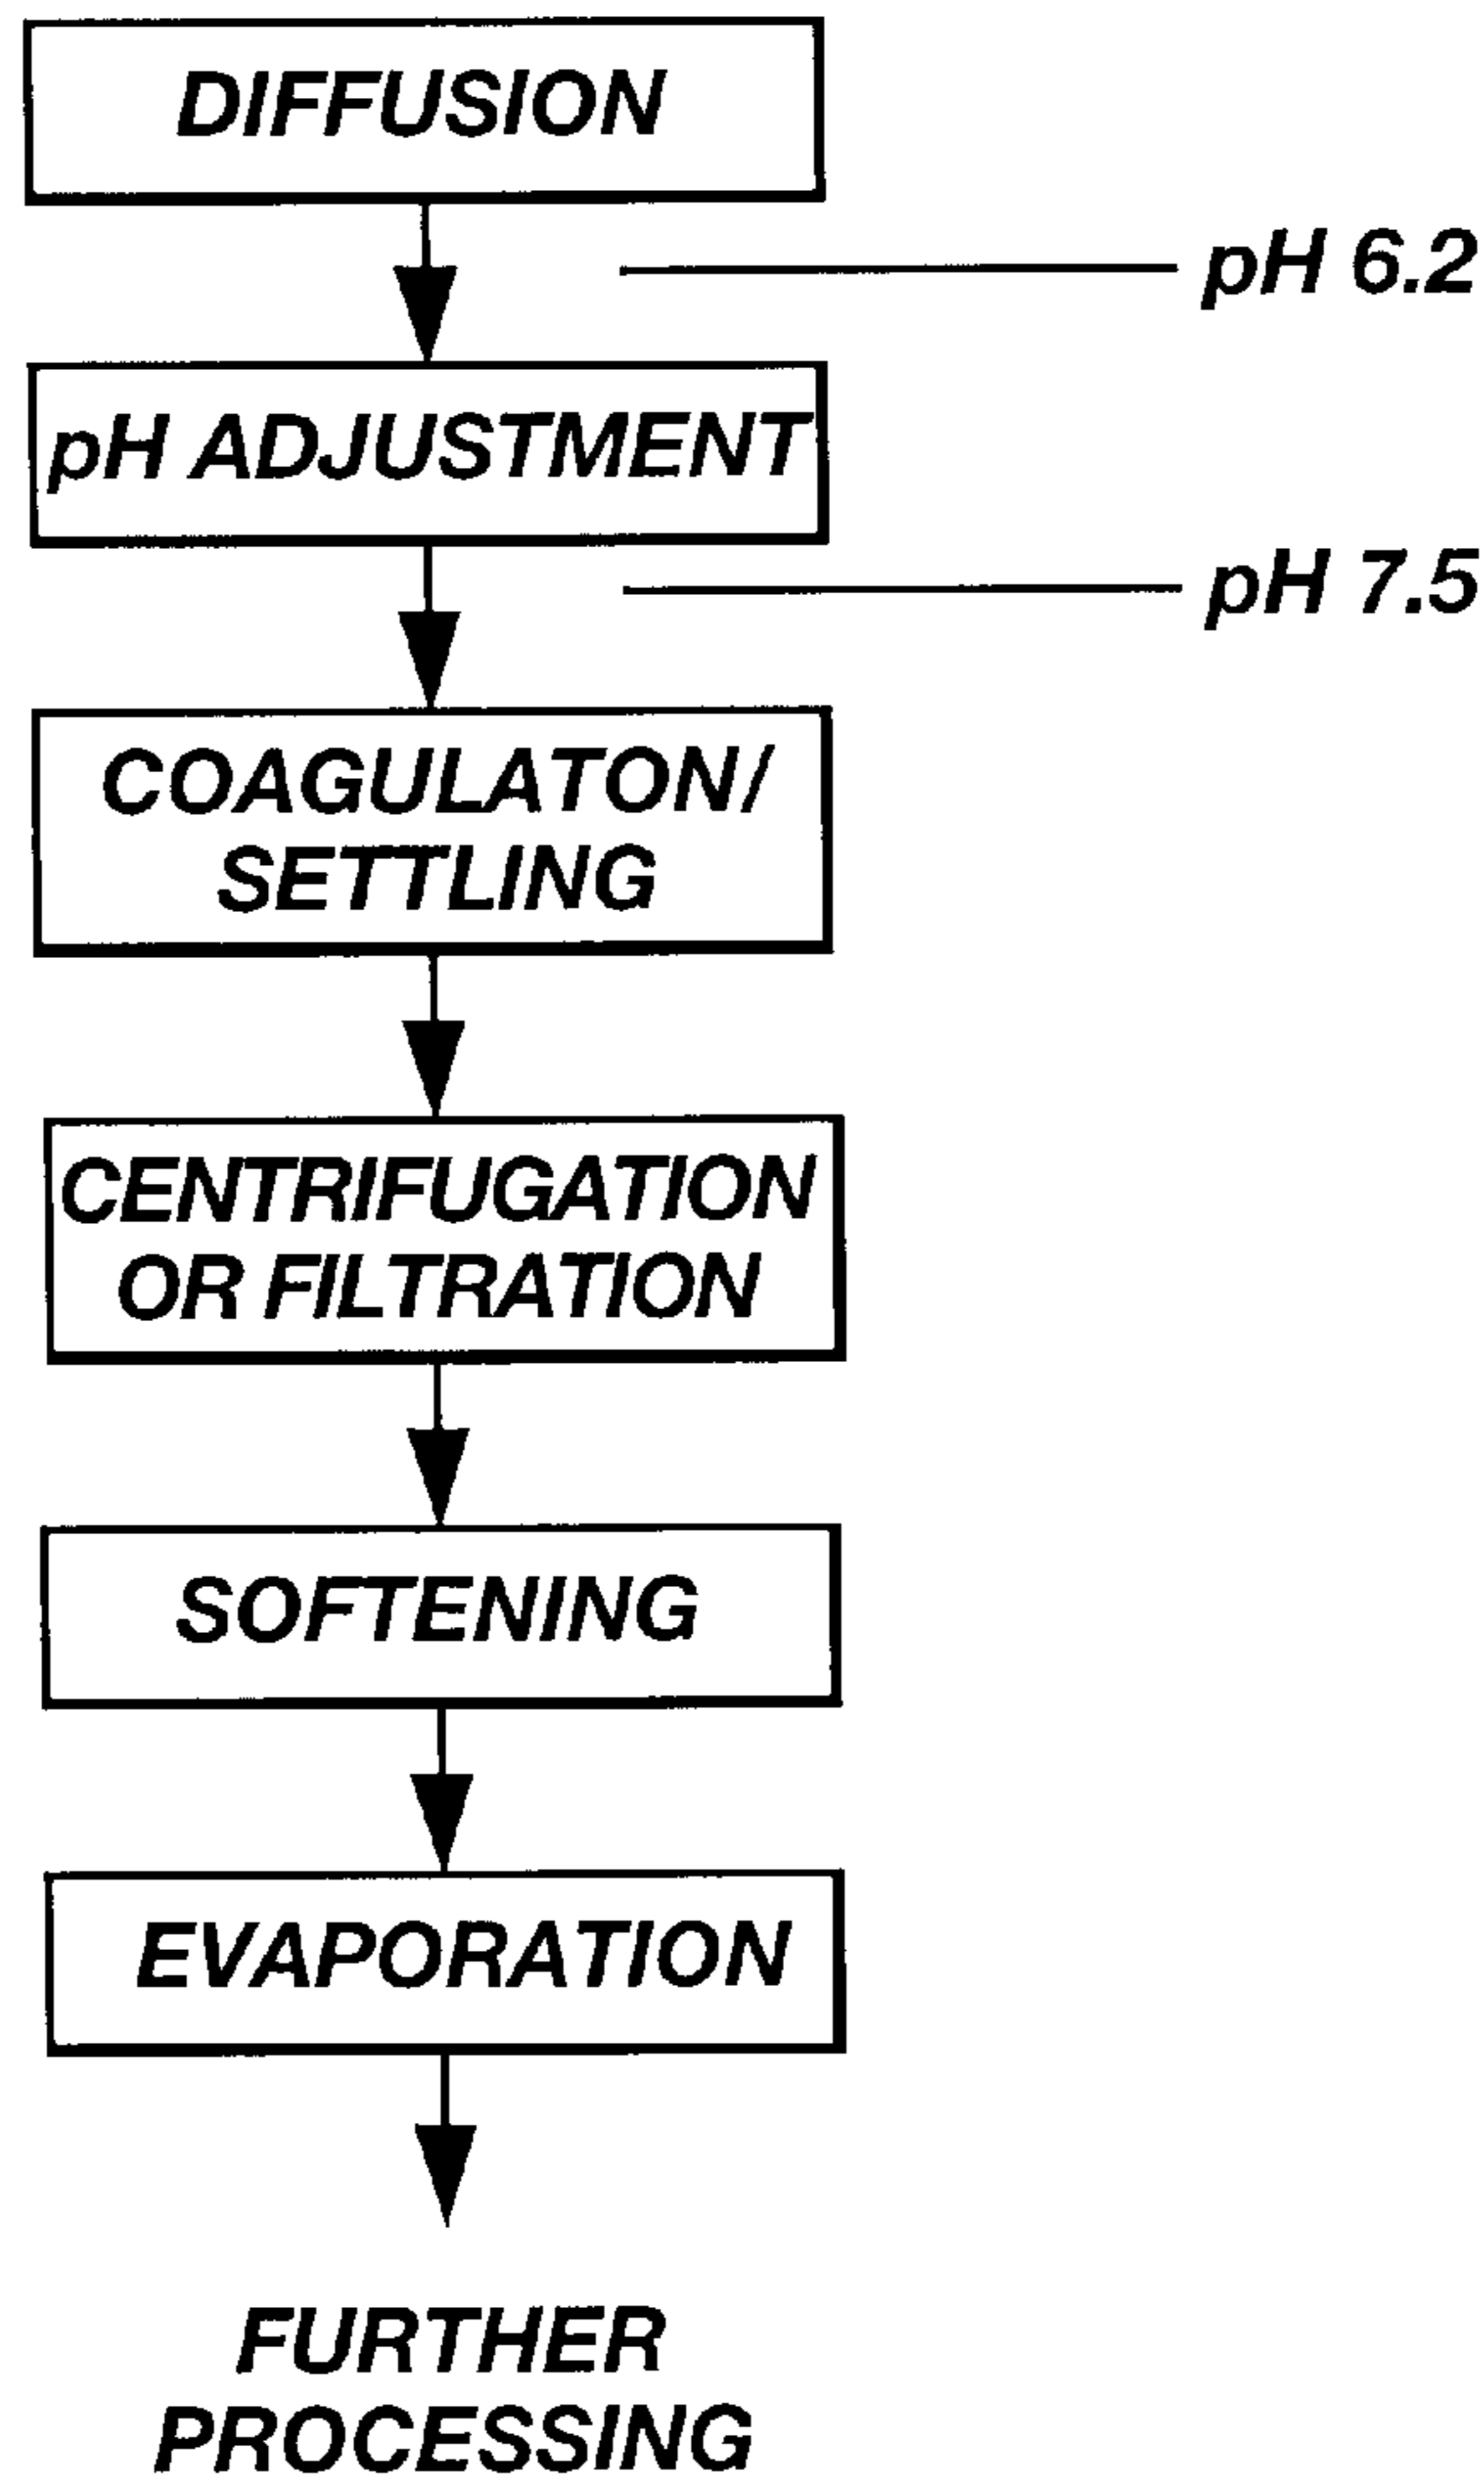 DIFFUSION
pH 6.2
pH ADJUSTMENT
pH 7.5
COAGULATON/
SETTLING
CENTRIFUGATION
OR FILTRATION
SOFTENING
EVAPORATION
FURTHER
PROCESSING